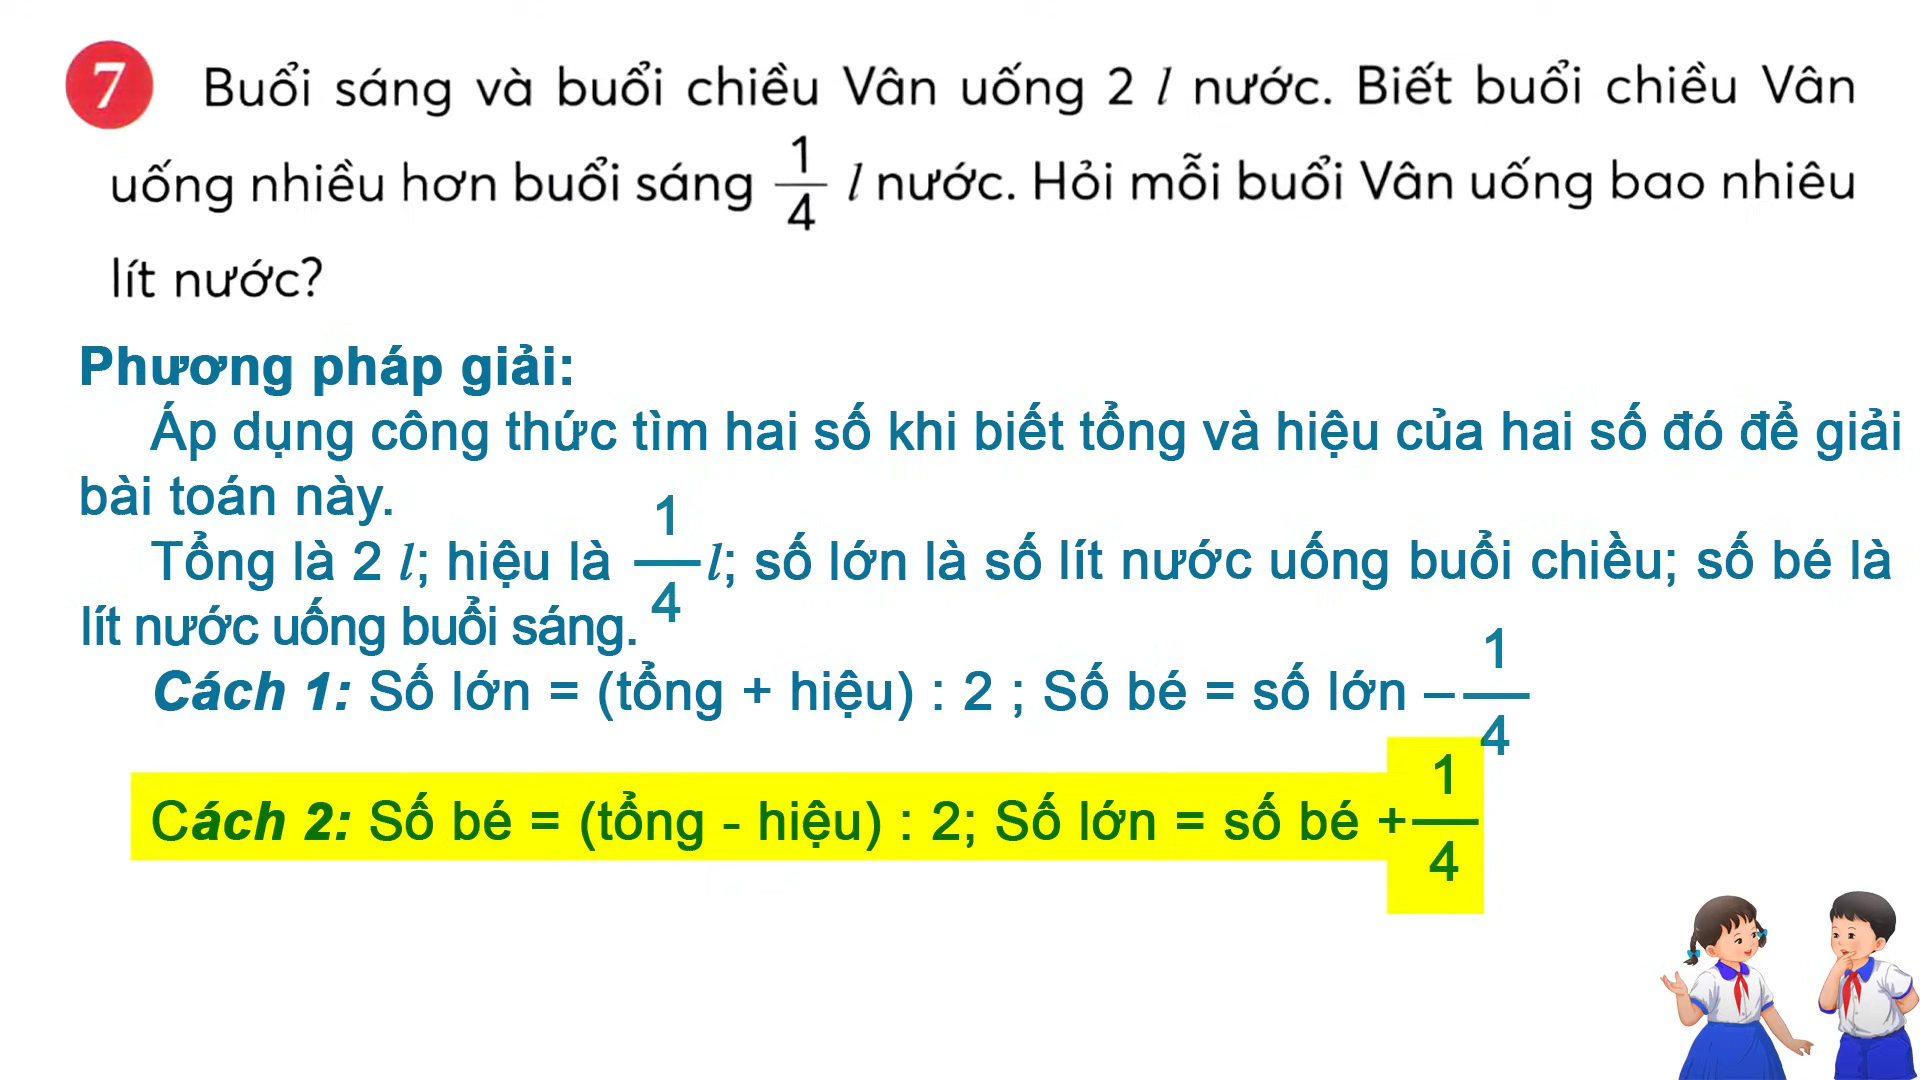 7 Buổi sáng và buổi chiều Vân uống 2 l nước. Biết buổi chiều Vân
uống nhiều hơn buổi sáng 1/4 l nước. Hỏi mỗi buổi Vân uống bao nhiêu
lít nước?
Phương pháp giải:
Áp dụng công thức tìm hai số khi biết tổng và hiệu của hai số đó để giải
bài toán này.
Tổng là 2 l; hiệu là 1/4 l; số lớn là số lít nước uống buổi chiều; số bé là
lít nước uống buổi sáng.
Cách 1: Số lớn = (tổng + hiệu) : 2 ; Số bé = số lớn – 1/4
Cách 2: Số bé = (tổng - hiệu) : 2; Số lớn = số bé + 1/4